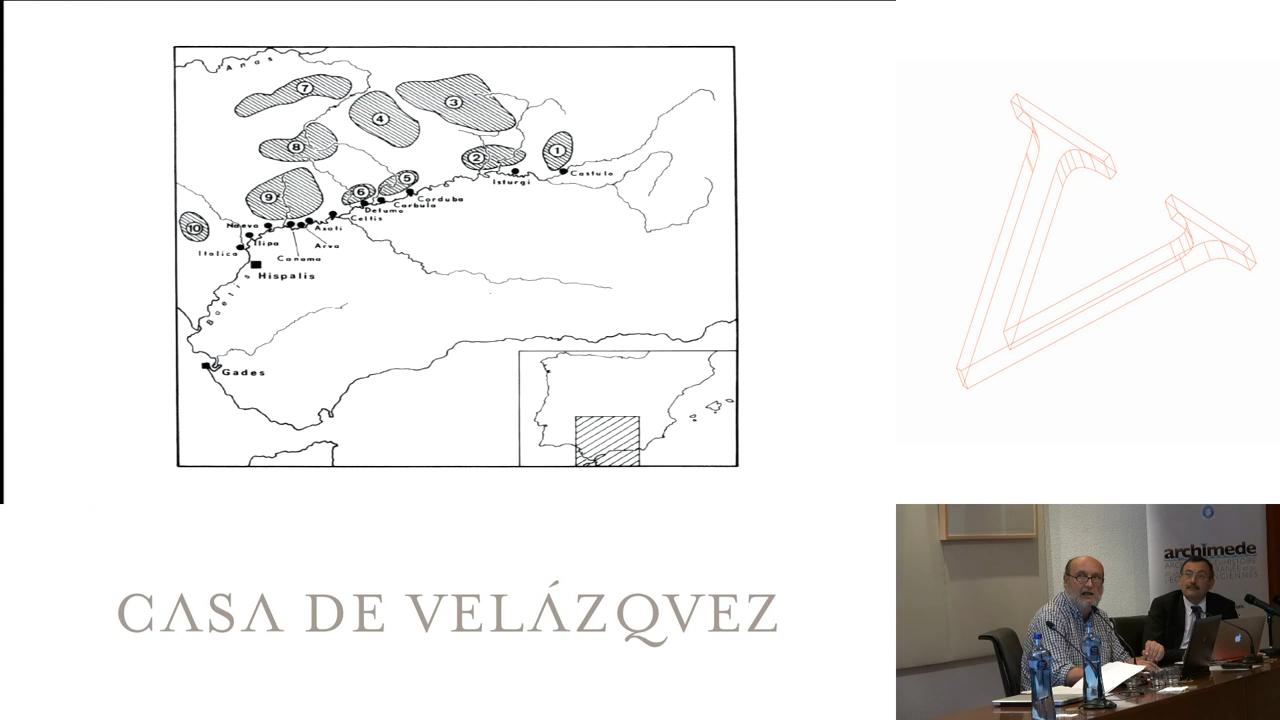 Anas
7
3
4
8
1
2
5
6
Castulo
Isturgi
9
Corduba
Carbula
Detumo
Celtis
10
Naeva
Axati
Ilipa
Arva
Italica
Canama
Hispalis
Baetis
Gades
CASA DE VELÁZQVEZ
archimede